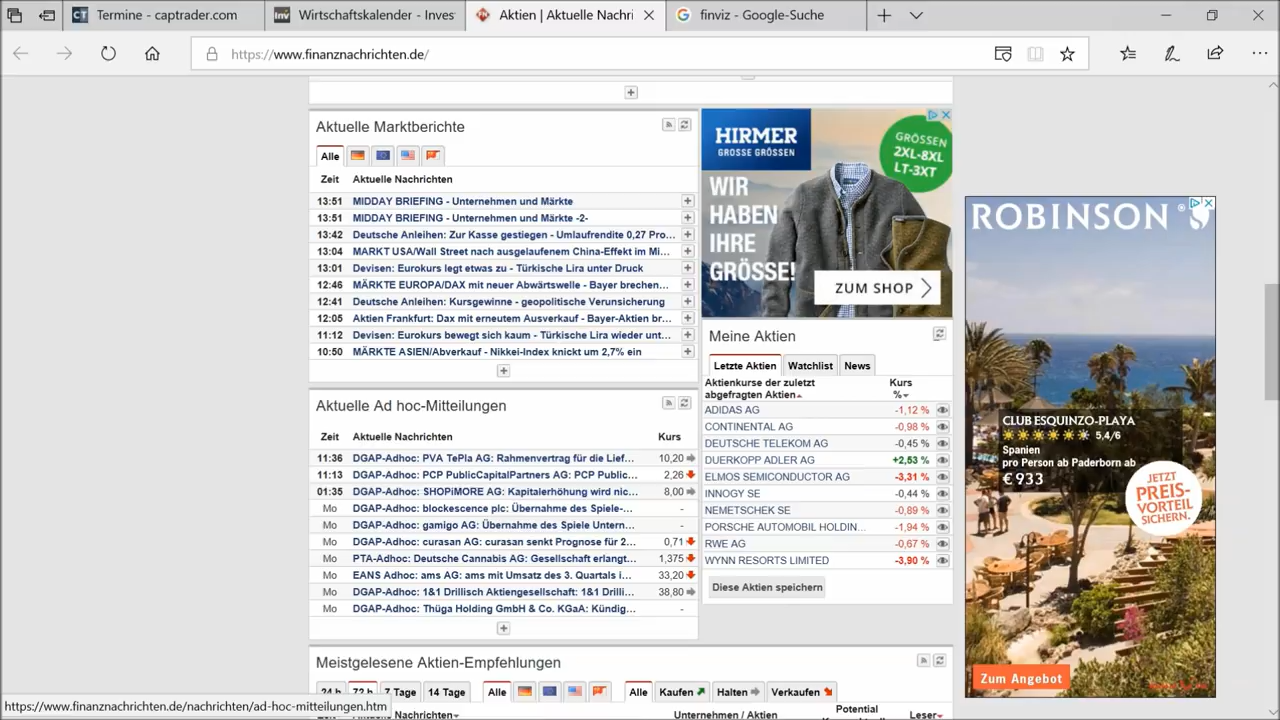 Termine - captrader.com
Wirtschaftskalender - Inves
Aktien | Aktuelle Nachri
finviz - Google-Suche
https://www.finanznachrichten.de/
Aktuelle Marktberichte
Alle
Zeit Aktuelle Nachrichten
13:51 MIDDAY BRIEFING - Unternehmen und Märkte
13:51 MIDDAY BRIEFING - Unternehmen und Märkte -2-
13:42 Deutsche Anleihen: Zur Kasse gestiegen - Umlaufrendite 0,27 Pro...
13:04 MARKT USA/Wall Street nach ausgelaufenem China-Effekt im Mi...
13:01 Devisen: Eurokurs legt etwas zu - Türkische Lira unter Druck
12:46 MÄRKTE EUROPA/DAX mit neuer Abwärtswelle - Bayer brechen...
12:41 Deutsche Anleihen: Kursgewinne - geopolitische Verunsicherung
12:05 Aktien Frankfurt: Dax mit erneutem Ausverkauf - Bayer-Aktien br...
11:12 Devisen: Eurokurs bewegt sich kaum - Türkische Lira wieder unt...
10:50 MÄRKTE ASIEN/Abverkauf - Nikkei-Index knickt um 2,7% ein
Aktuelle Ad hoc-Mitteilungen
Zeit Aktuelle Nachrichten Kurs
11:36 DGAP-Adhoc: PVA TePla AG: Rahmenvertrag für die Lief... 10,20
11:13 DGAP-Adhoc: PCP PublicCapitalPartners AG: PCP Public... 2,26
01:35 DGAP-Adhoc: SHOPiMORE AG: Kapitalerhöhung wird nic... 8,00
Mo DGAP-Adhoc: blockescence plc: Übernahme des Spiele-... -
Mo DGAP-Adhoc: gamigo AG: Übernahme des Spiele Untern... -
Mo DGAP-Adhoc: curasan AG: curasan senkt Prognose für 2... 0,71
Mo PTA-Adhoc: Deutsche Cannabis AG: Gesellschaft erlangt... 1,375
Mo EANS Adhoc: ams AG: ams mit Umsatz des 3. Quartals i... 33,20
Mo DGAP-Adhoc: 1&1 Drillisch Aktiengesellschaft: 1&1 Drilli... 38,80
Mo DGAP-Adhoc: Thüga Holding GmbH & Co. KGaA: Kündig... -
Meistgelesene Aktien-Empfehlungen
24 h 72 h 7 Tage 14 Tage Alle Alle Kaufen Halten Verkaufen
Aktuelle Nachrichten Unternehmen / Aktien Potential Leser
https://www.finanznachrichten.de/nachrichten/ad-hoc-mitteilungen.htm
HIRMER
GROSSE GRÖSSEN
GRÖSSEN
2XL-8XL
LT-3XT
WIR
HABEN
IHRE
GRÖSSE!
ZUM SHOP
Meine Aktien
Letzte Aktien Watchlist News
Aktienkurse der zuletzt
abgefragten Aktien
Kurs
%
ADIDAS AG -1,12 %
CONTINENTAL AG -0,98 %
DEUTSCHE TELEKOM AG -0,45 %
DUERKOPP ADLER AG +2,53 %
ELMOS SEMICONDUCTOR AG -3,31 %
INNOGY SE -0,44 %
NEMETSCHEK SE -0,89 %
PORSCHE AUTOMOBIL HOLDIN... -1,94 %
RWE AG -0,67 %
WYNN RESORTS LIMITED -3,90 %
Diese Aktien speichern
ROBINSON ®
CLUB ESQUINZO-PLAYA
5,4/6
Spanien
pro Person ab Paderborn ab
€ 933
JETZT
PREIS-
VORTEIL
SICHERN.
Zum Angebot